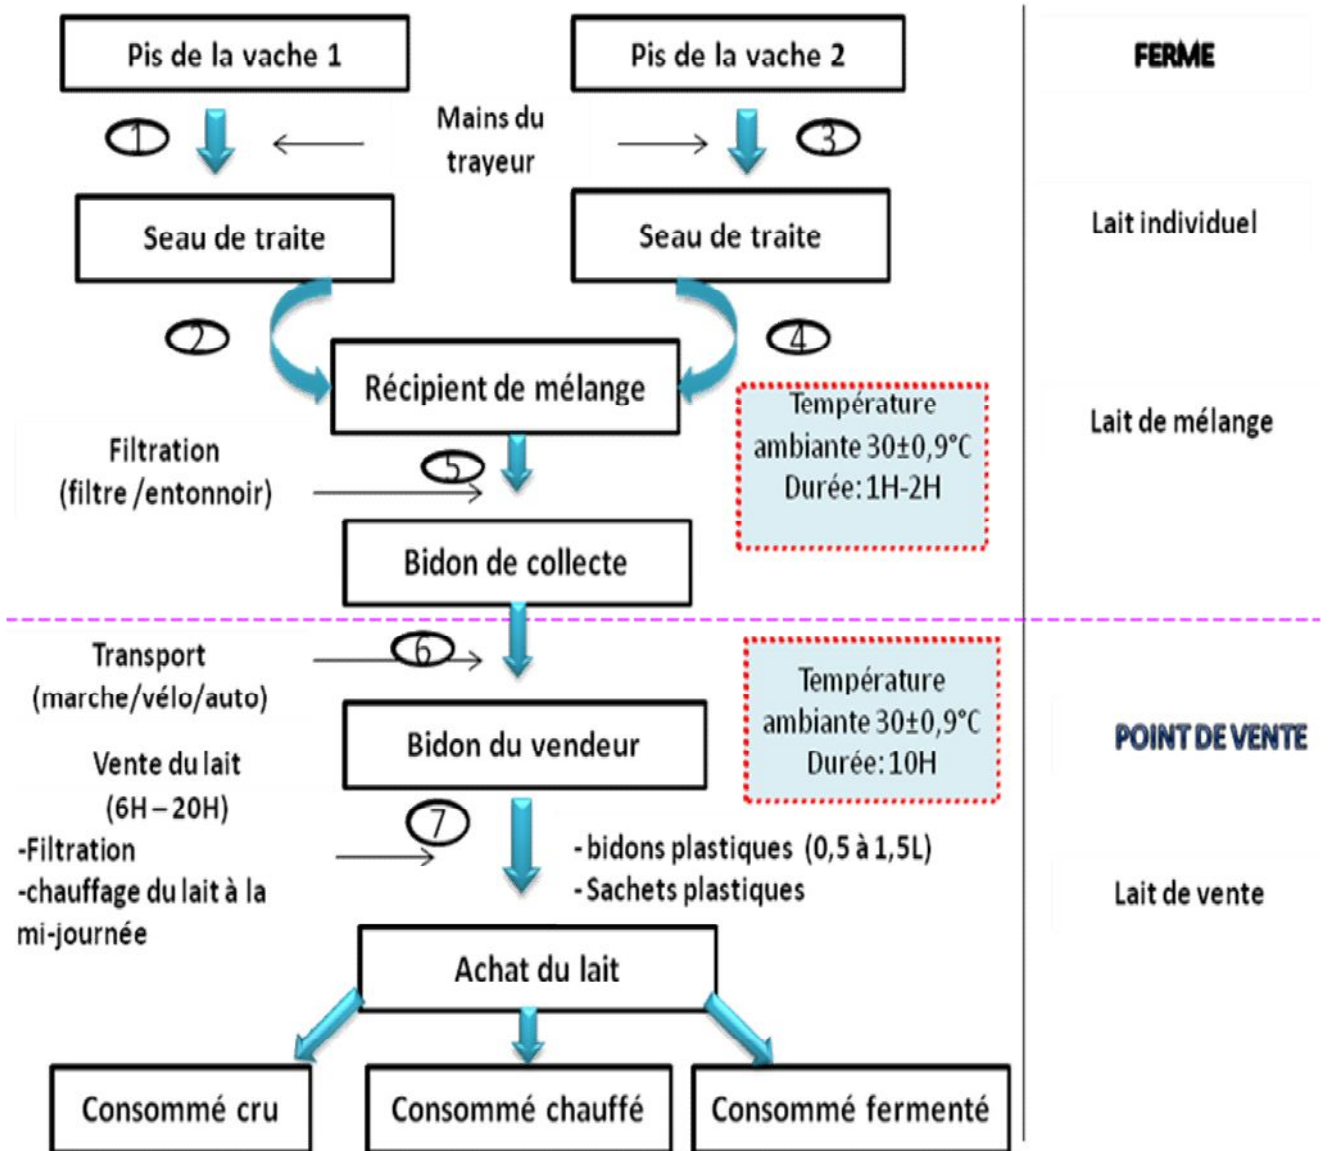 Pis de la vache 1
Pis de la vache 2
FERME
1
Mains du
trayeur
3
Seau de traite
Seau de traite
Lait individuel
2
4
Récipient de mélange
Température
ambiante 30±0,9°C
Durée: 1H-2H
Lait de mélange
Filtration
(filtre /entonnoir)
5
Bidon de collecte
Transport
(marche/vélo/auto)
6
Température
ambiante 30±0,9°C
Durée: 10H
Bidon du vendeur
POINT DE VENTE
Vente du lait
(6H – 20H)
-Filtration
-chauffage du lait à la
mi-journée
7
- bidons plastiques (0,5 à 1,5L)
- Sachets plastiques
Lait de vente
Achat du lait
Consommé cru
Consommé chauffé
Consommé fermenté